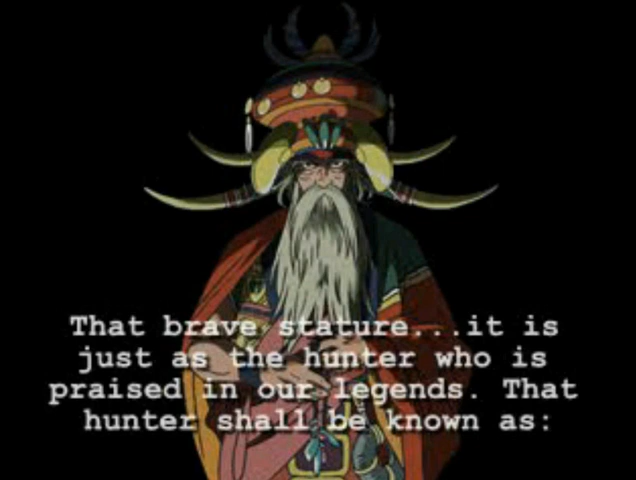 That brave stature...it is
just as the hunter who is
praised in our legends. That
hunter shall be known as: